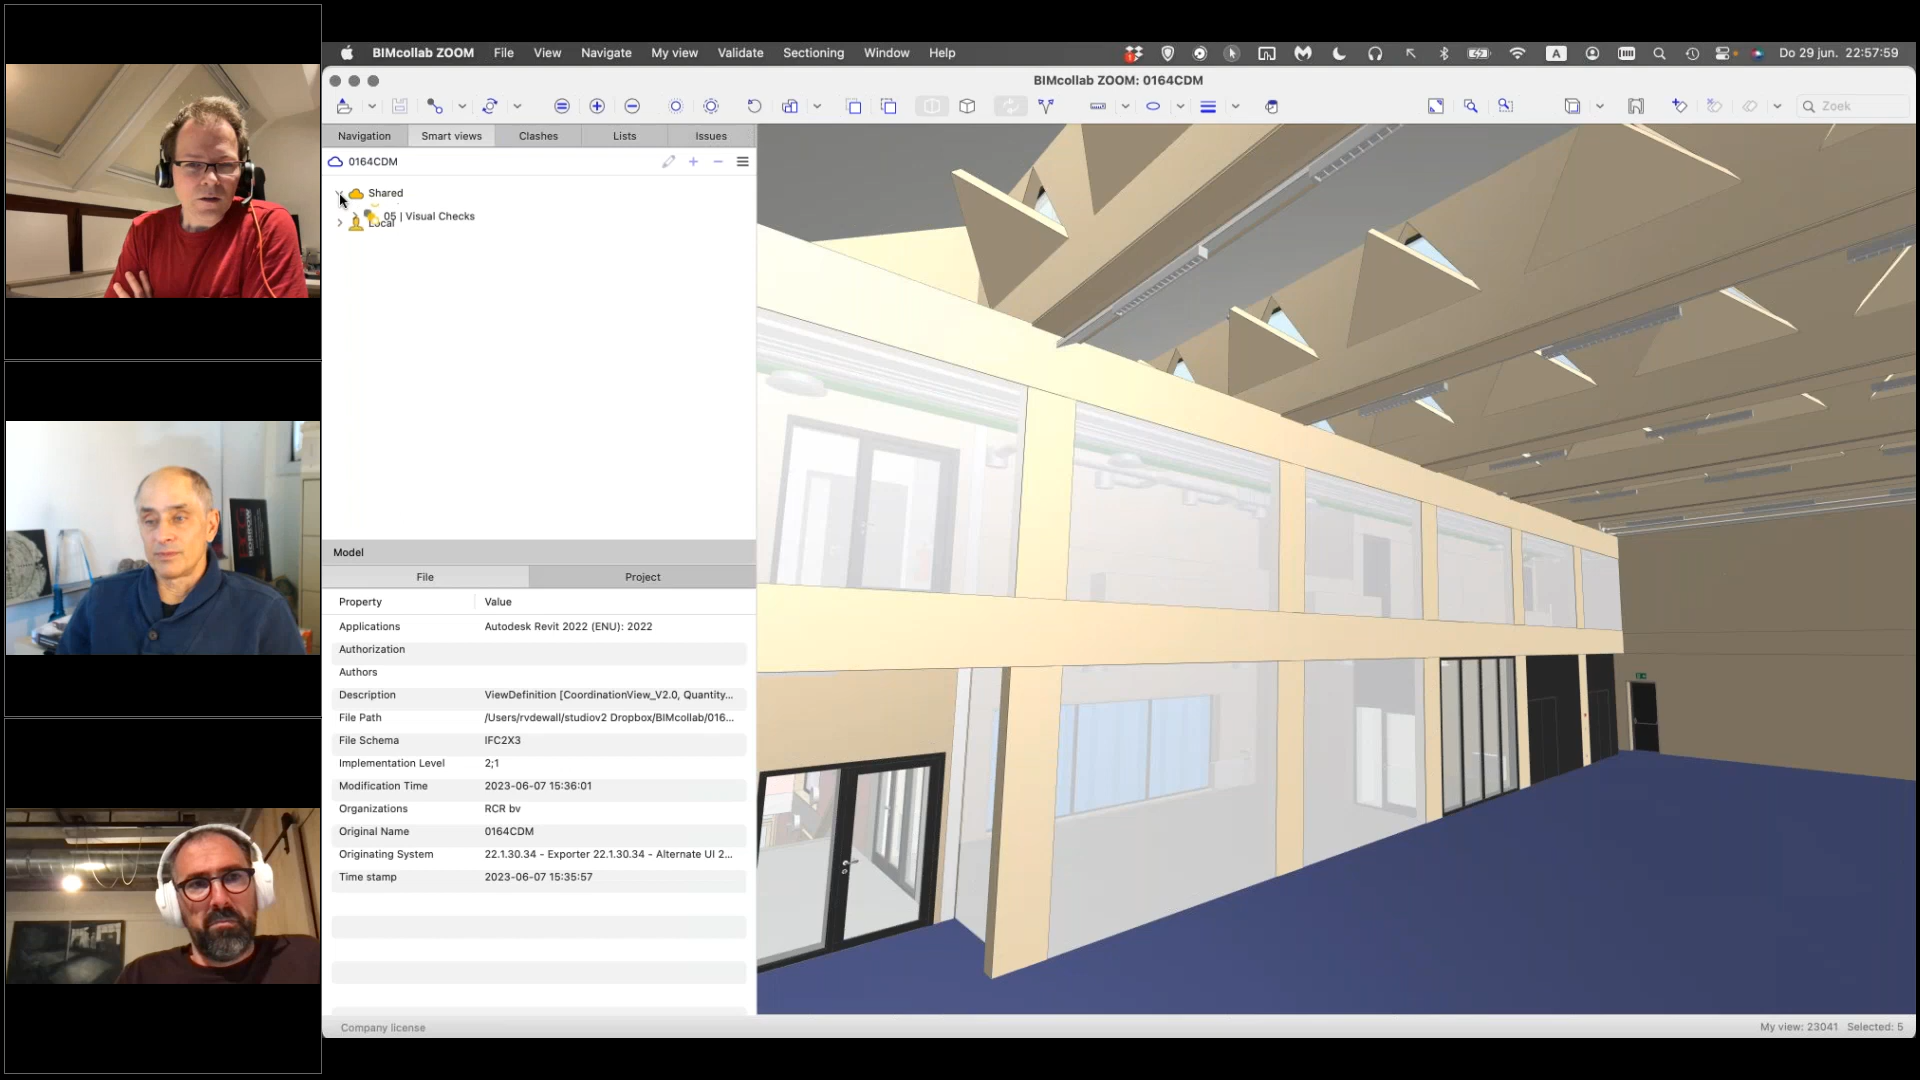 BIMcollab ZOOM File View Navigate My view Validate Sectioning Window Help
A
Do 29 jun. 22:57:59
BIMcollab ZOOM: 0164CDM
Zoek
Navigation Smart views Clashes Lists Issues
0164CDM
Shared
05 | Visual Checks
Local
Model
File Project
Property Value
Applications Autodesk Revit 2022 (ENU): 2022
Authorization
Authors
Description ViewDefinition [CoordinationView_V2.0, Quantity...
File Path /Users/rvdewall/studiov2 Dropbox/BIMcollab/016...
File Schema IFC2X3
Implementation Level 2;1
Modification Time 2023-06-07 15:36:01
Organizations RCR bv
Original Name 0164CDM
Originating System 22.1.30.34 - Exporter 22.1.30.34 - Alternate UI 2...
Time stamp 2023-06-07 15:35:57
Company license
My view: 23041 Selected: 5